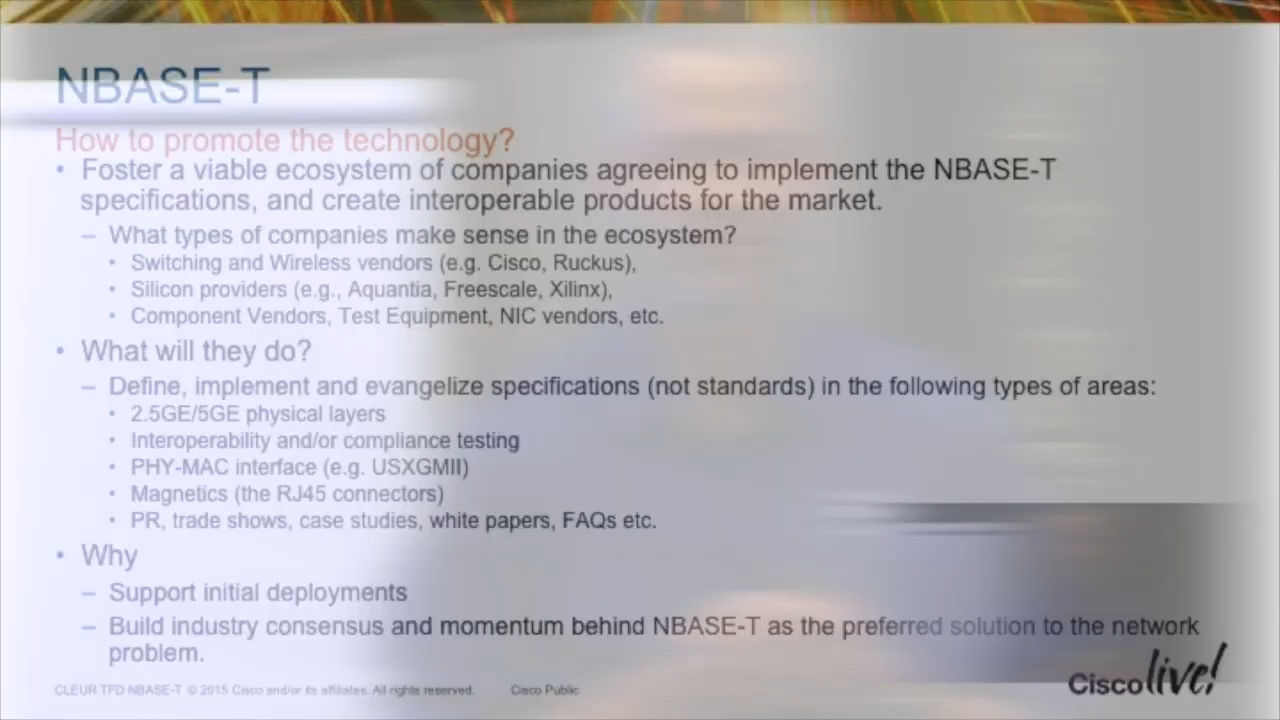 NBASE-T
How to promote the technology?
• Foster a viable ecosystem of companies agreeing to implement the NBASE-T
specifications, and create interoperable products for the market.
– What types of companies make sense in the ecosystem?
• Switching and Wireless vendors (e.g. Cisco, Ruckus),
• Silicon providers (e.g., Aquantia, Freescale, Xilinx),
• Component Vendors, Test Equipment, NIC vendors, etc.
• What will they do?
– Define, implement and evangelize specifications (not standards) in the following types of areas:
• 2.5GE/5GE physical layers
• Interoperability and/or compliance testing
• PHY-MAC interface (e.g. USXGMII)
• Magnetics (the RJ45 connectors)
• PR, trade shows, case studies, white papers, FAQs etc.
• Why
– Support initial deployments
– Build industry consensus and momentum behind NBASE-T as the preferred solution to the network
problem.
CLEUR TFD NBASE-T © 2015 Cisco and/or its affiliates. All rights reserved. Cisco Public
Cisco live!